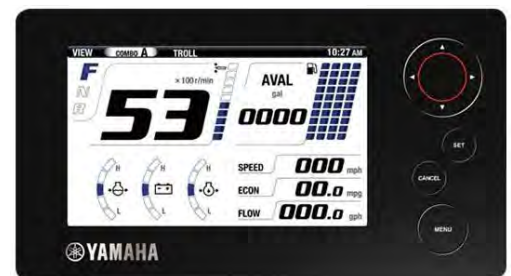 VIEW COMBO A TROLL 10:27 AM
F
N
R
× 100 r/min
53
AVAL
gal
0000
H H H
L L L
SPEED 000 mph
ECON 00.0 mpg
FLOW 000.0 gph
SET
CANCEL
MENU
YAMAHA